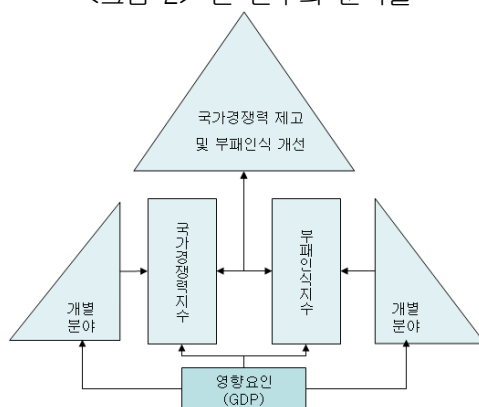 <그림 2> 본 연구의 분석틀
국가경쟁력 제고
및 부패인식 개선
국가경쟁력지수
부패인식지수
개별
분야
개별
분야
영향요인
(GDP)